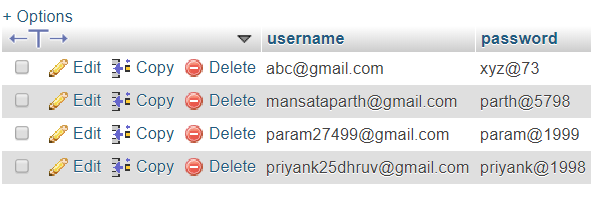 + Options
username password
Edit Copy Delete abc@gmail.com xyz@73
Edit Copy Delete mansataparth@gmail.com parth@5798
Edit Copy Delete param27499@gmail.com param@1999
Edit Copy Delete priyank25dhruv@gmail.com priyank@1998